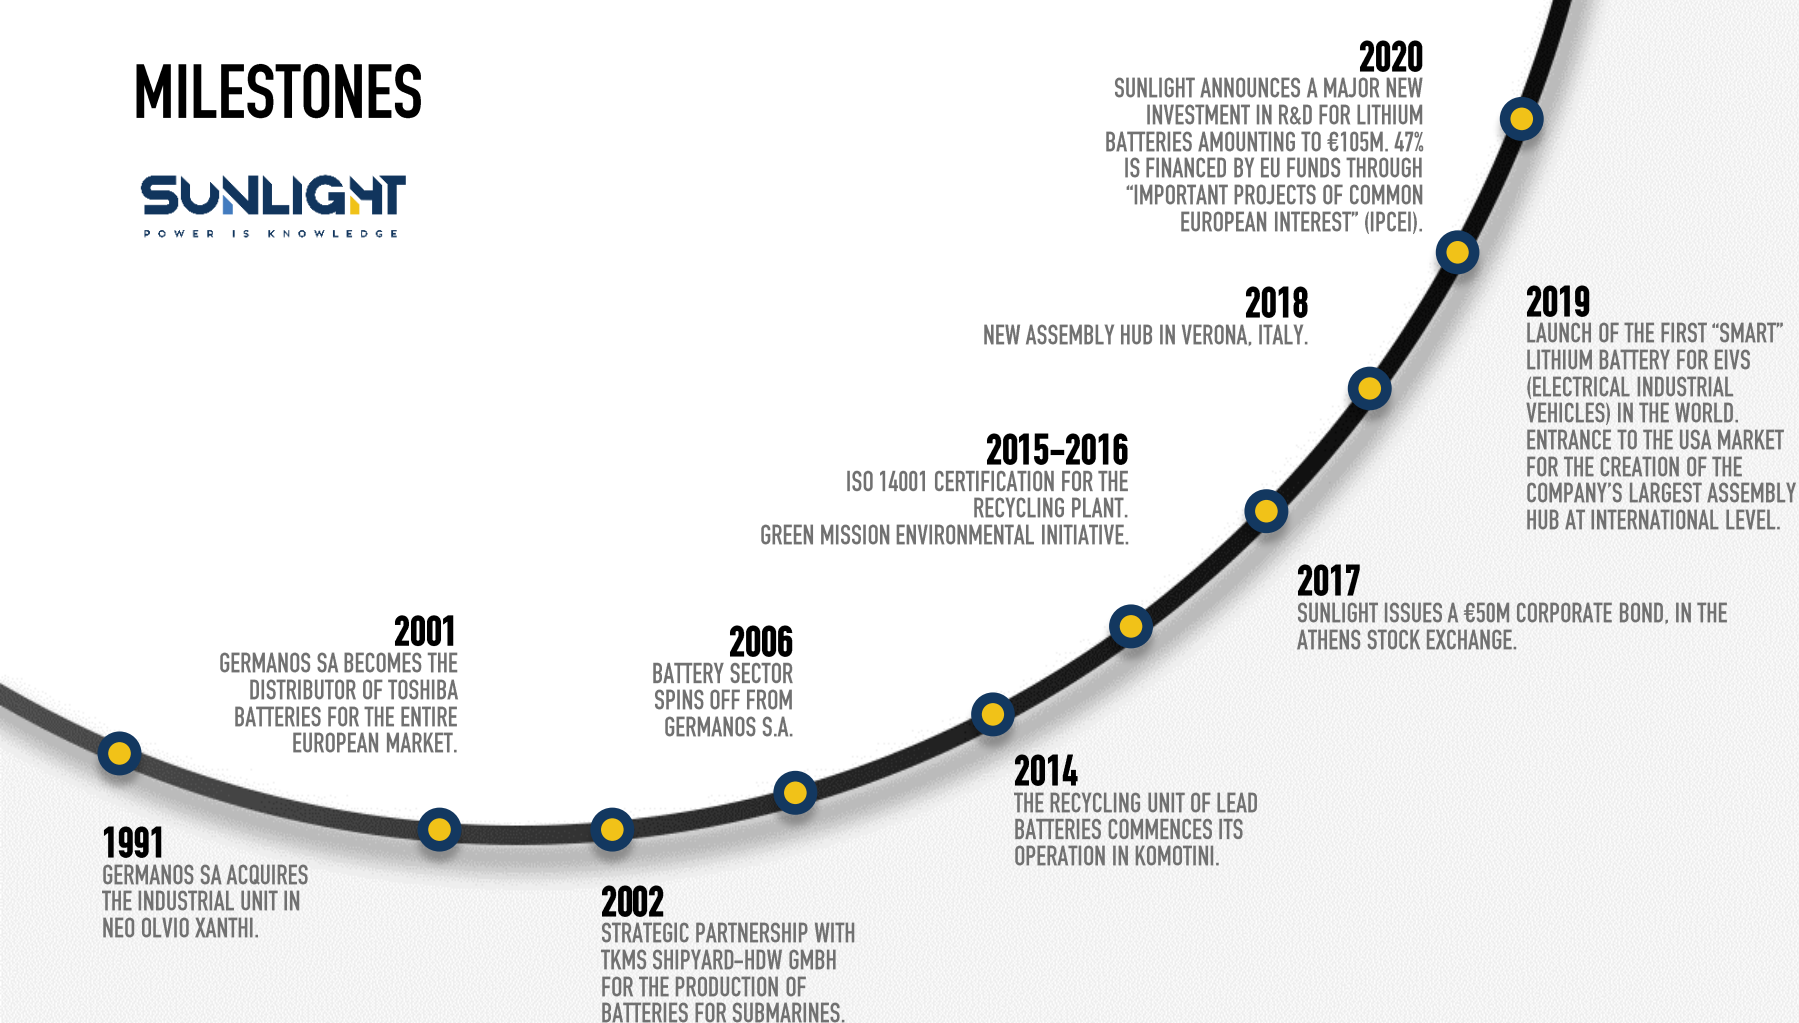 MILESTONES
SUNLIGHT
POWER IS KNOWLEDGE
1991
GERMANOS SA ACQUIRES
THE INDUSTRIAL UNIT IN
NEO OLVIO XANTHI.
2001
GERMANOS SA BECOMES THE
DISTRIBUTOR OF TOSHIBA
BATTERIES FOR THE ENTIRE
EUROPEAN MARKET.
2002
STRATEGIC PARTNERSHIP WITH
TKMS SHIPYARD-HDW GMBH
FOR THE PRODUCTION OF
BATTERIES FOR SUBMARINES.
2006
BATTERY SECTOR
SPINS OFF FROM
GERMANOS S.A.
2014
THE RECYCLING UNIT OF LEAD
BATTERIES COMMENCES ITS
OPERATION IN KOMOTINI.
2015-2016
ISO 14001 CERTIFICATION FOR THE
RECYCLING PLANT.
GREEN MISSION ENVIRONMENTAL INITIATIVE.
2017
SUNLIGHT ISSUES A €50M CORPORATE BOND, IN THE
ATHENS STOCK EXCHANGE.
2018
NEW ASSEMBLY HUB IN VERONA, ITALY.
2019
LAUNCH OF THE FIRST “SMART”
LITHIUM BATTERY FOR EIVS
(ELECTRICAL INDUSTRIAL
VEHICLES) IN THE WORLD.
ENTRANCE TO THE USA MARKET
FOR THE CREATION OF THE
COMPANY’S LARGEST ASSEMBLY
HUB AT INTERNATIONAL LEVEL.
2020
SUNLIGHT ANNOUNCES A MAJOR NEW
INVESTMENT IN R&D FOR LITHIUM
BATTERIES AMOUNTING TO €105M. 47%
IS FINANCED BY EU FUNDS THROUGH
“IMPORTANT PROJECTS OF COMMON
EUROPEAN INTEREST” (IPCEI).